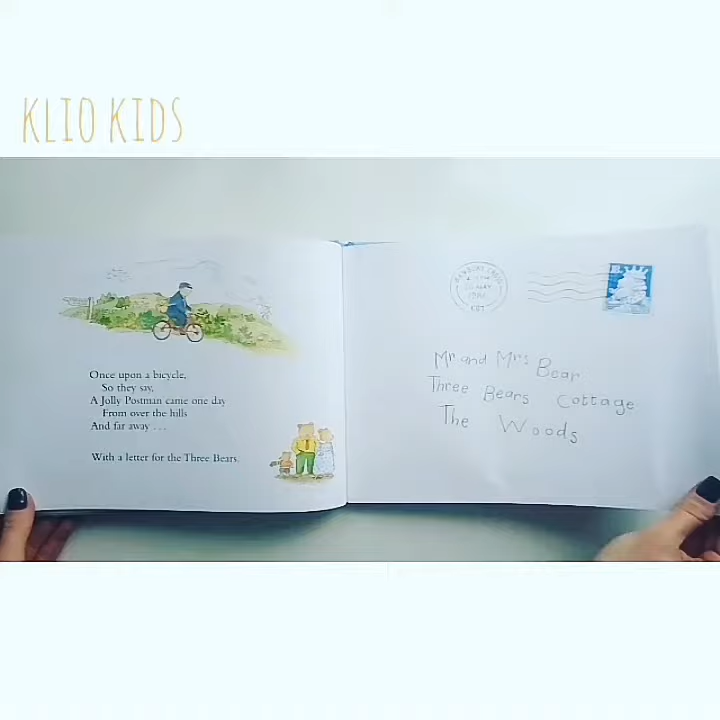 KLIO KIDS
Once upon a bicycle,
So they say,
A Jolly Postman came one day
From over the hills
And far away . . .
With a letter for the Three Bears.
Mr and Mrs Bear
Three Bears Cottage
The Woods